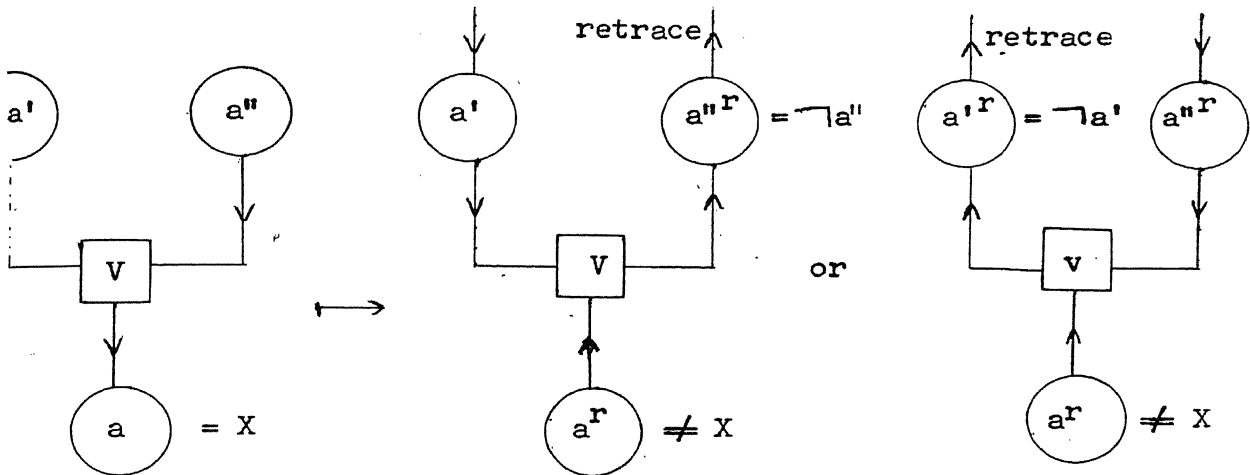 retrace
retrace
a'
a"
a'
a"r = ¬a"
a'r = ¬a'
a"r
V
V
or
v
a = X
ar ≠ X
ar ≠ X